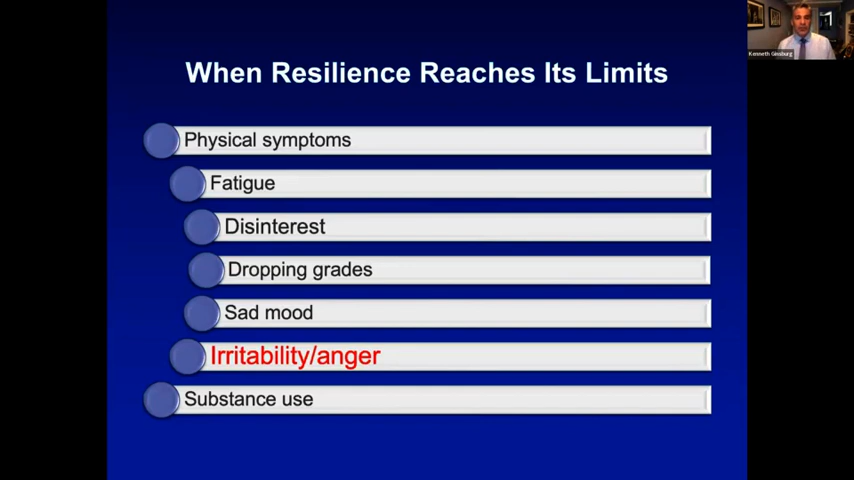 When Resilience Reaches Its Limits
Physical symptoms
Fatigue
Disinterest
Dropping grades
Sad mood
Irritability/anger
Substance use
Kenneth Ginsburg